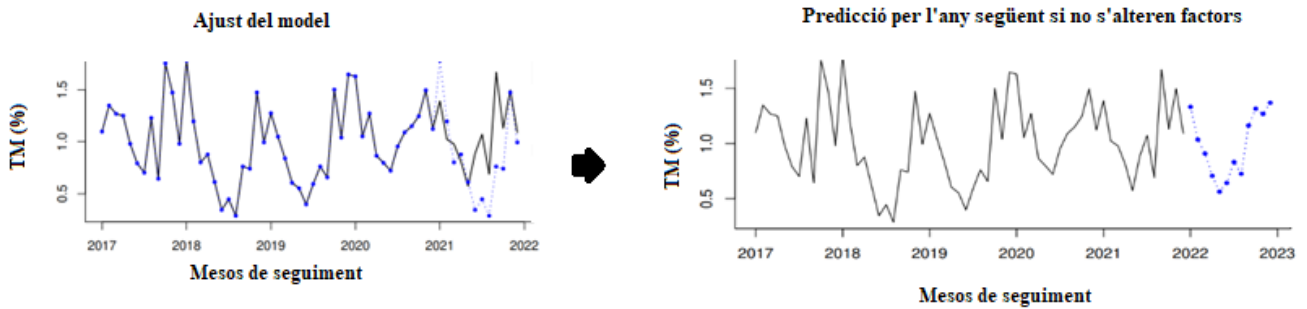 Ajust del model
TM (%)
1.5
1.0
0.5
2017 2018 2019 2020 2021 2022
Mesos de seguiment
Predicció per l'any següent si no s'alteren factors
TM (%)
1.5
1.0
0.5
2017 2018 2019 2020 2021 2022 2023
Mesos de seguiment